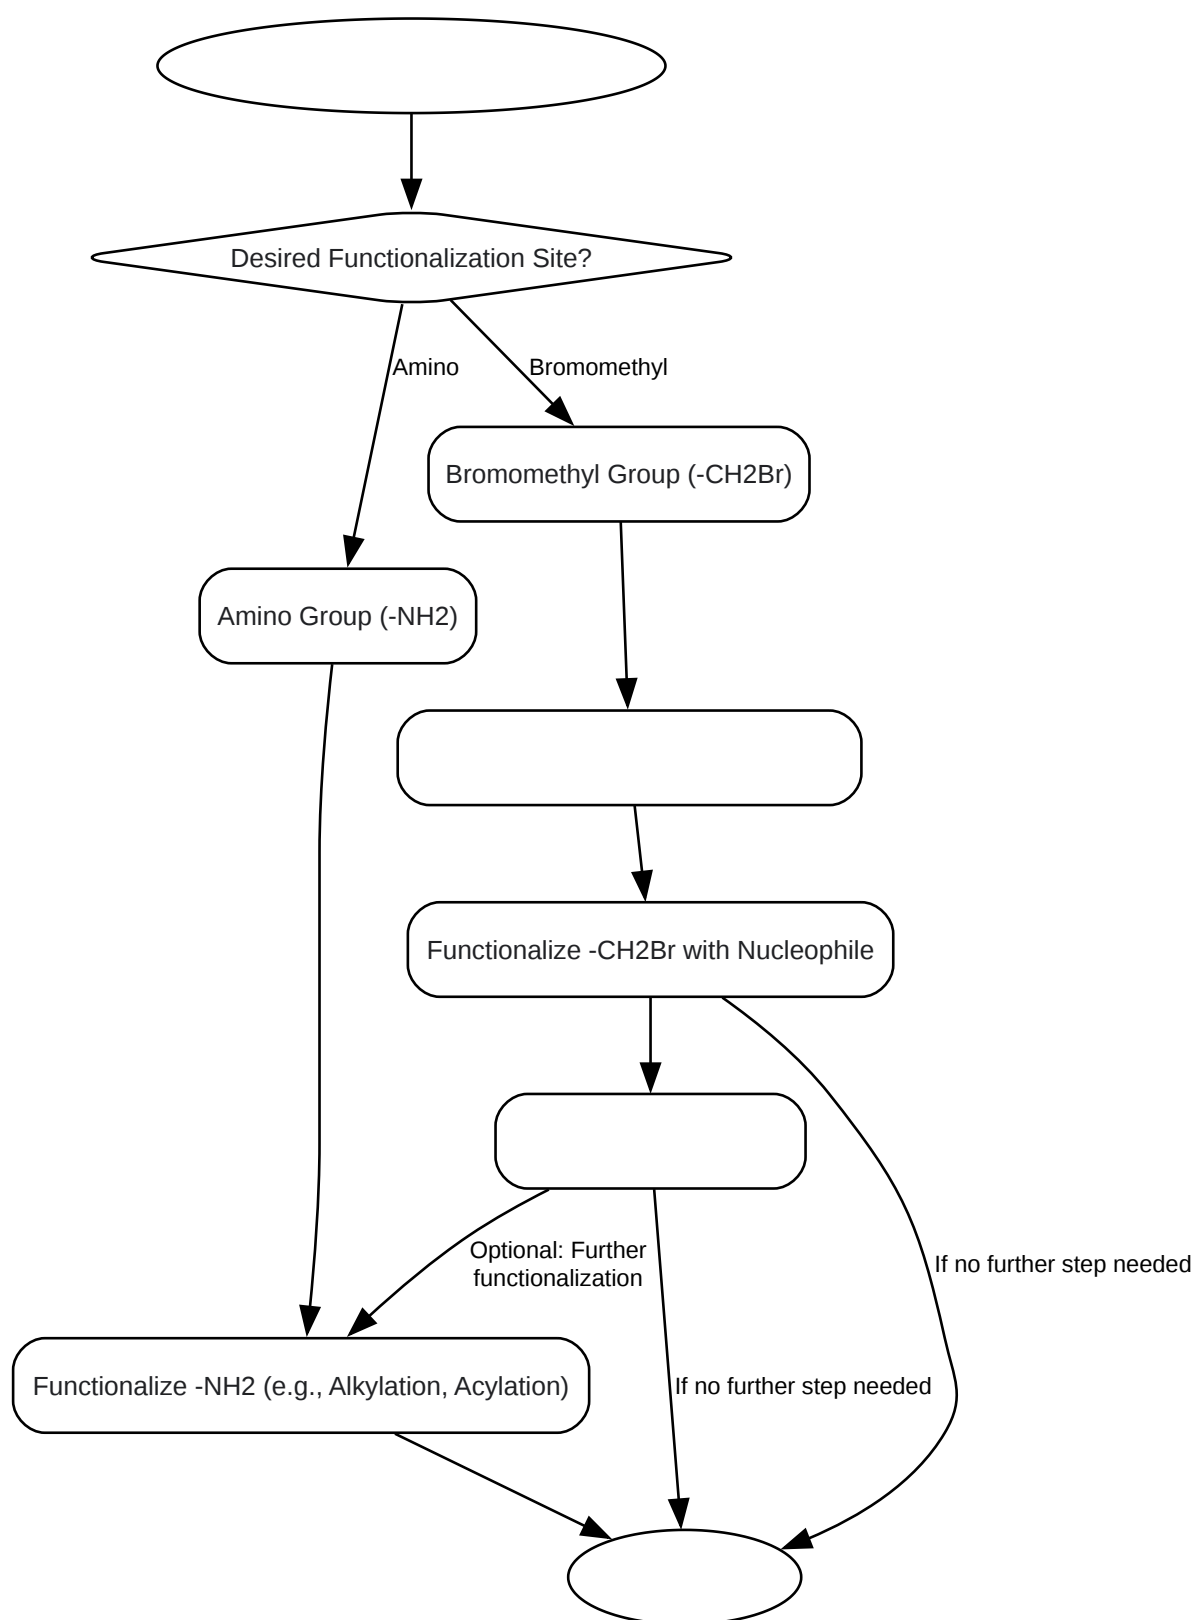 Desired Functionalization Site?
Amino
Bromomethyl
Bromomethyl Group (-CH2Br)
Amino Group (-NH2)
Functionalize -CH2Br with Nucleophile
Optional: Further
functionalization
If no further step needed
Functionalize -NH2 (e.g., Alkylation, Acylation)
If no further step needed